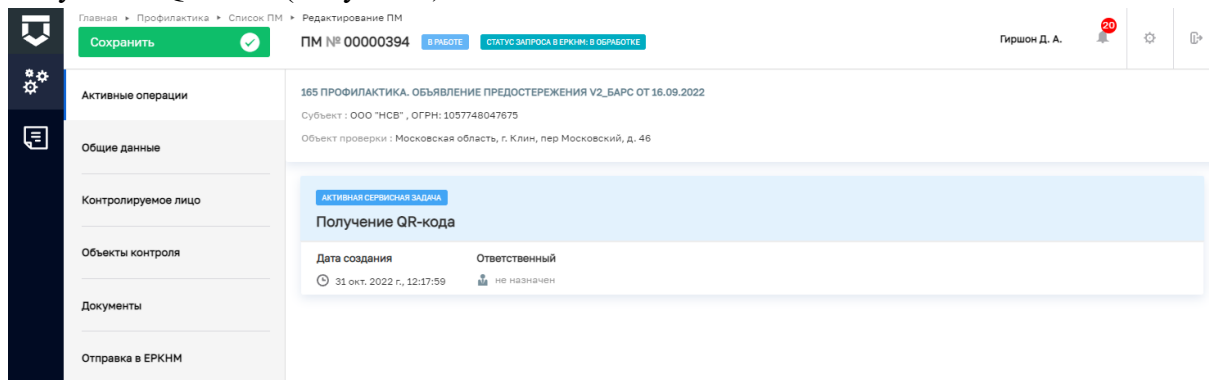 Главная ▸ Профилактика ▸ Список ПМ ▸ Редактирование ПМ
Сохранить
ПМ № 00000394 В РАБОТЕ СТАТУС ЗАПРОСА В ЕРКНМ: В ОБРАБОТКЕ
Гиршон Д. А.
20
Активные операции
Общие данные
Контролируемое лицо
Объекты контроля
Документы
Отправка в ЕРКНМ
165 ПРОФИЛАКТИКА. ОБЪЯВЛЕНИЕ ПРЕДОСТЕРЕЖЕНИЯ V2_БАРС ОТ 16.09.2022
Субъект : ООО "НСВ" , ОГРН: 1057748047675
Объект проверки : Московская область, г. Клин, пер Московский, д. 46
АКТИВНАЯ СЕРВИСНАЯ ЗАДАЧА
Получение QR-кода
Дата создания Ответственный
31 окт. 2022 г., 12:17:59 не назначен